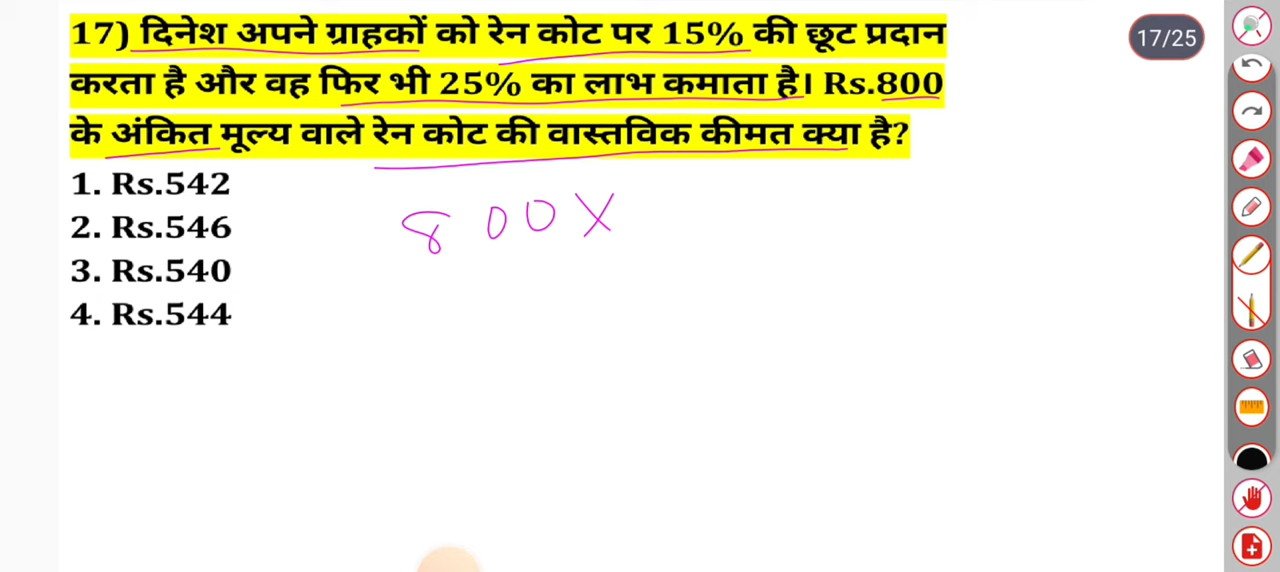 17) दिनेश अपने ग्राहकों को रेन कोट पर 15% की छूट प्रदान
17/25
करता है और वह फिर भी 25% का लाभ कमाता है। Rs.800
के अंकित मूल्य वाले रेन कोट की वास्तविक कीमत क्या है?
1. Rs.542
800 X
2. Rs.546
3. Rs.540
4. Rs.544